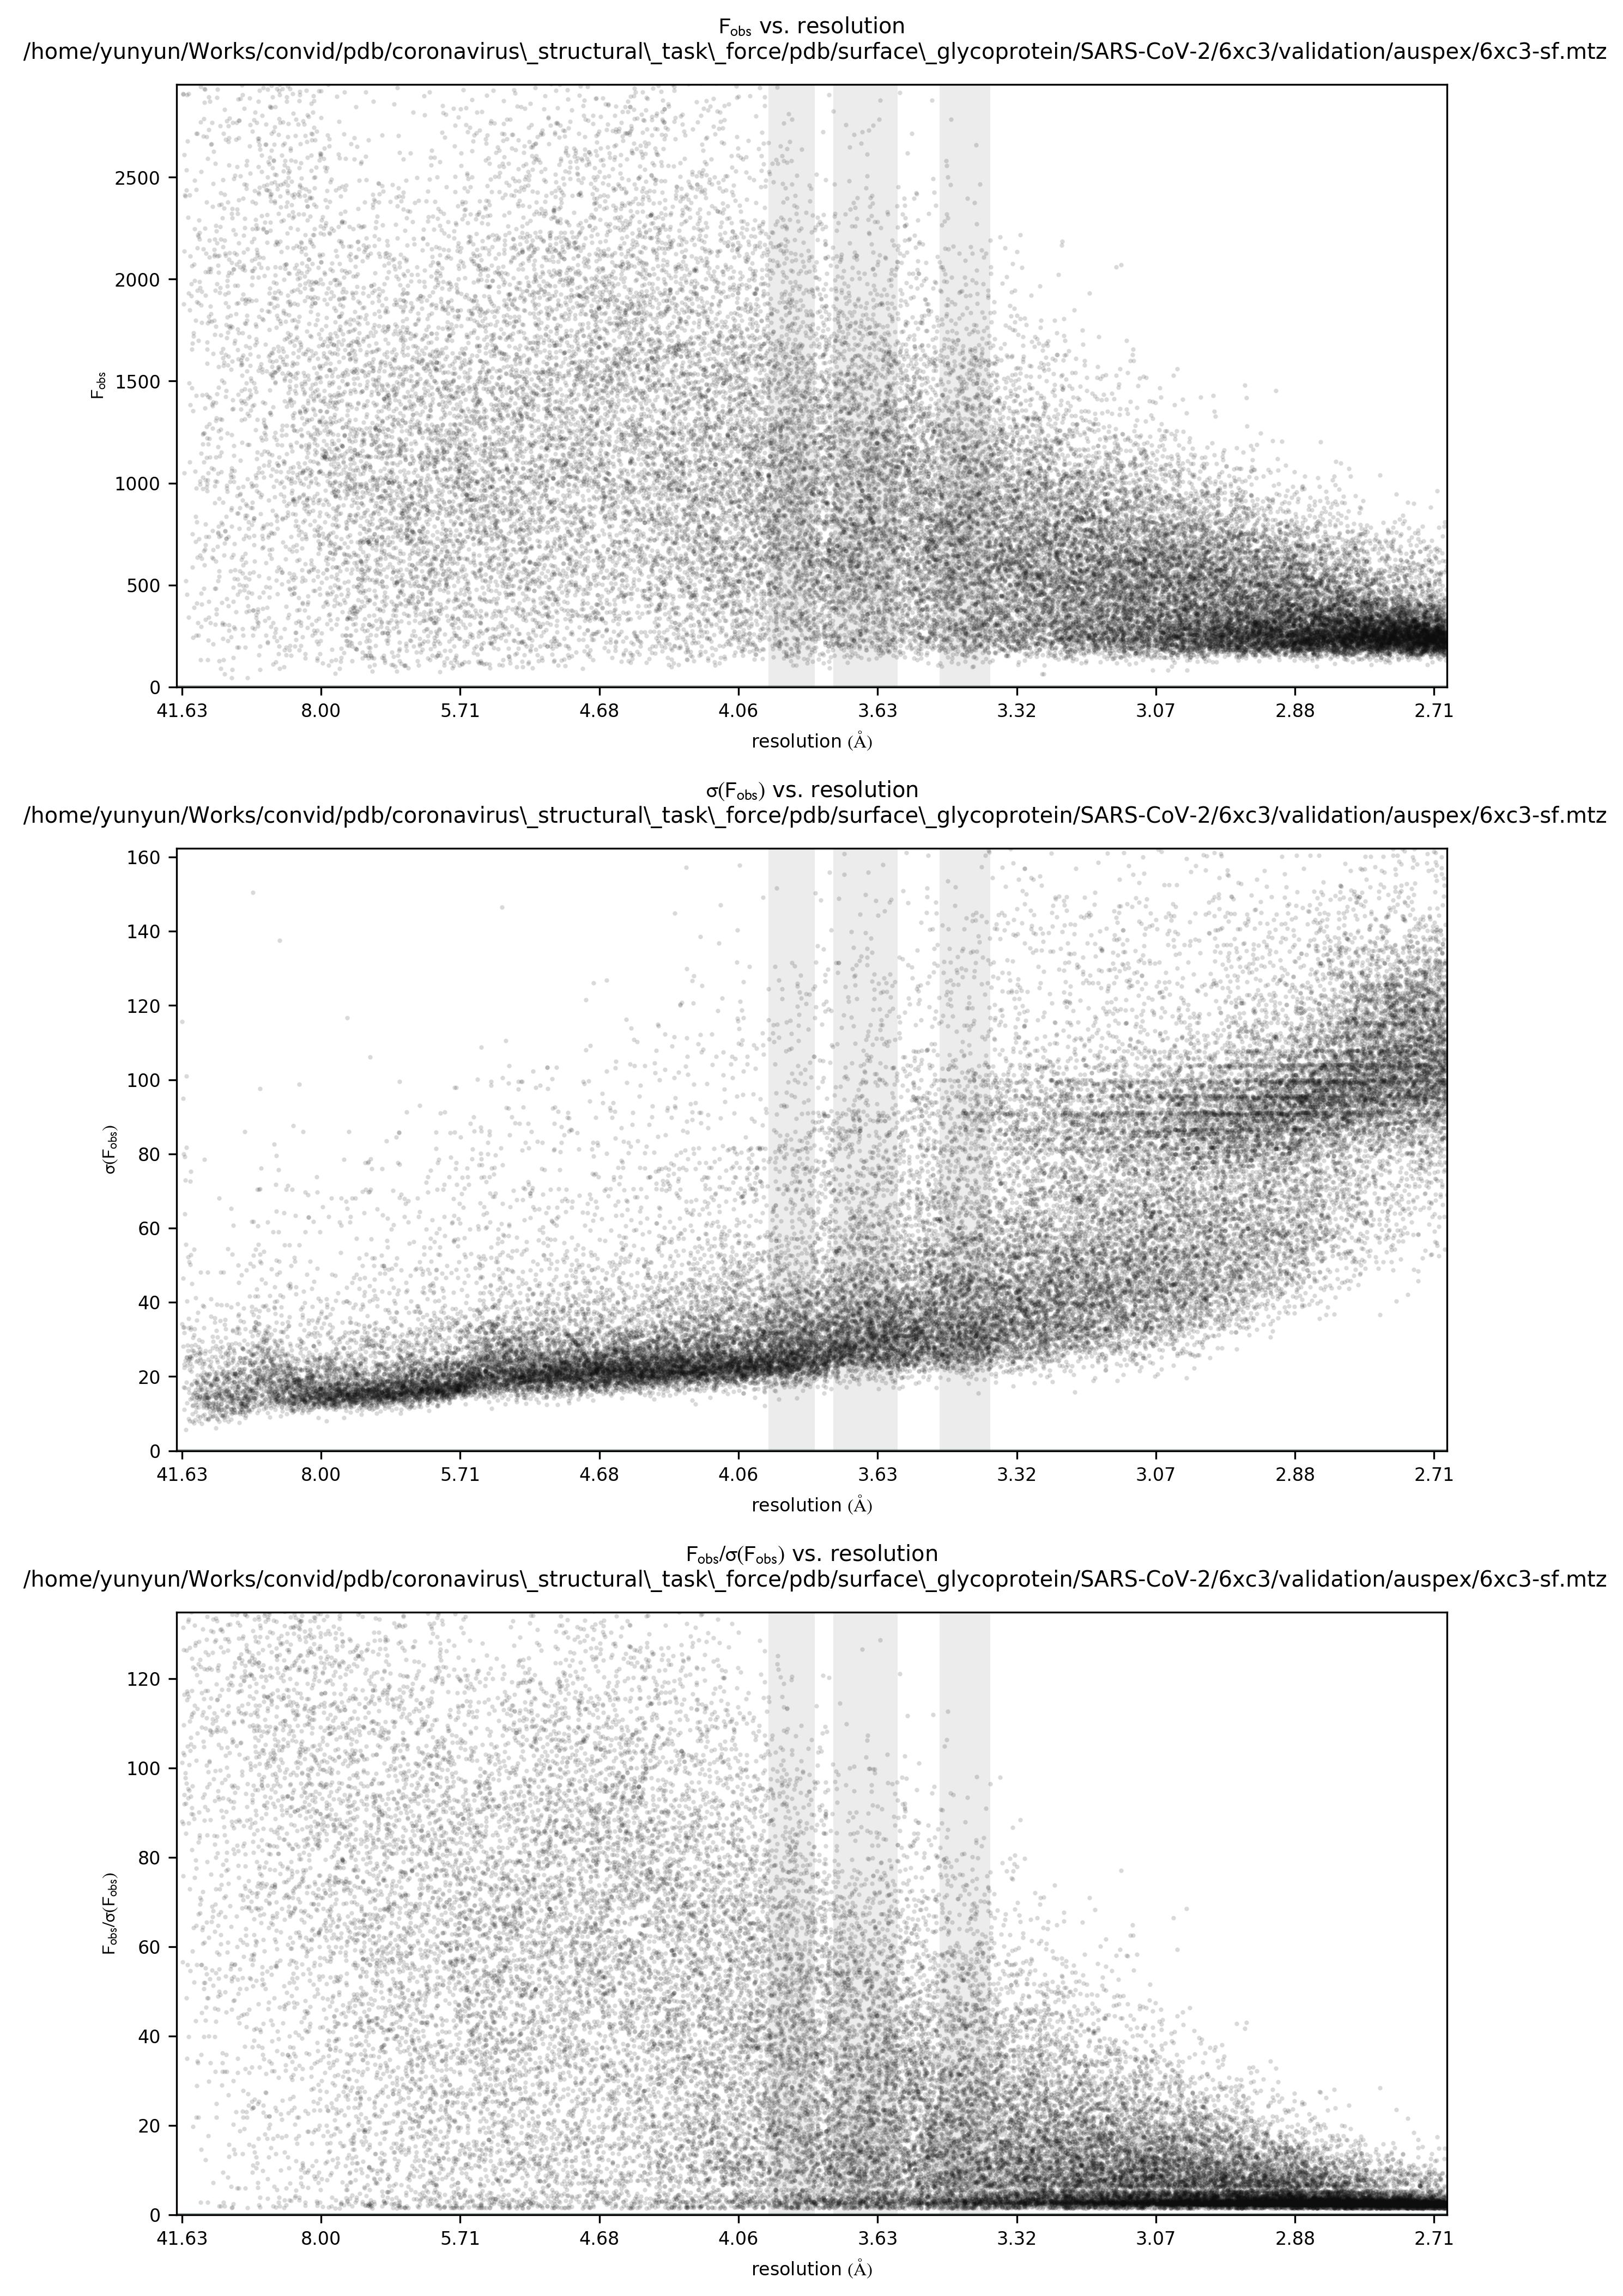 F_obs vs. resolution
/home/yunyun/Works/convid/pdb/coronavirus\_structural\_task\_force/pdb/surface\_glycoprotein/SARS-CoV-2/6xc3/validation/auspex/6xc3-sf.mtz
2500
2000
1500
1000
500
0
F_obs
41.63 8.00 5.71 4.68 4.06 3.63 3.32 3.07 2.88 2.71
resolution (Å)
σ(F_obs) vs. resolution
/home/yunyun/Works/convid/pdb/coronavirus\_structural\_task\_force/pdb/surface\_glycoprotein/SARS-CoV-2/6xc3/validation/auspex/6xc3-sf.mtz
160
140
120
100
80
60
40
20
0
σ(F_obs)
41.63 8.00 5.71 4.68 4.06 3.63 3.32 3.07 2.88 2.71
resolution (Å)
F_obs/σ(F_obs) vs. resolution
/home/yunyun/Works/convid/pdb/coronavirus\_structural\_task\_force/pdb/surface\_glycoprotein/SARS-CoV-2/6xc3/validation/auspex/6xc3-sf.mtz
120
100
80
60
40
20
0
F_obs/σ(F_obs)
41.63 8.00 5.71 4.68 4.06 3.63 3.32 3.07 2.88 2.71
resolution (Å)